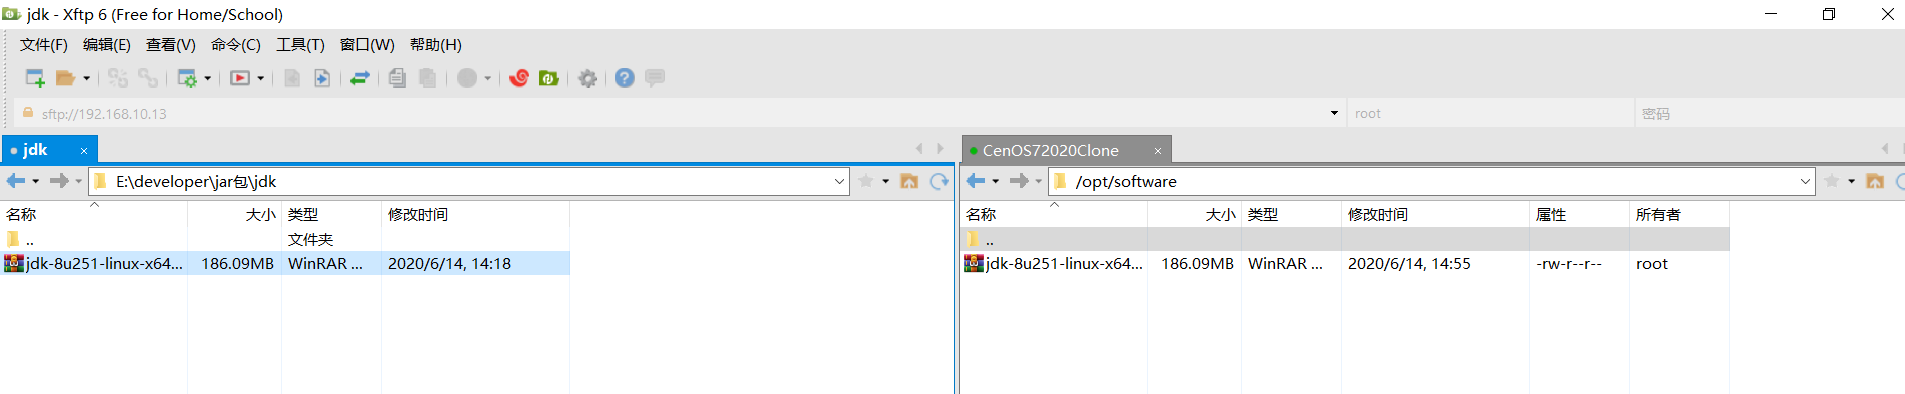 jdk - Xftp 6 (Free for Home/School)
文件(F) 编辑(E) 查看(V) 命令(C) 工具(T) 窗口(W) 帮助(H)
sftp://192.168.10.13 root 密码
jdk × CenOS72020Clone ×
E:\developer\jar包\jdk /opt/software
名称 大小 类型 修改时间 名称 大小 类型 修改时间 属性 所有者
.. 文件夹 ..
jdk-8u251-linux-x64... 186.09MB WinRAR ... 2020/6/14, 14:18 jdk-8u251-linux-x64... 186.09MB WinRAR ... 2020/6/14, 14:55 -rw-r--r-- root